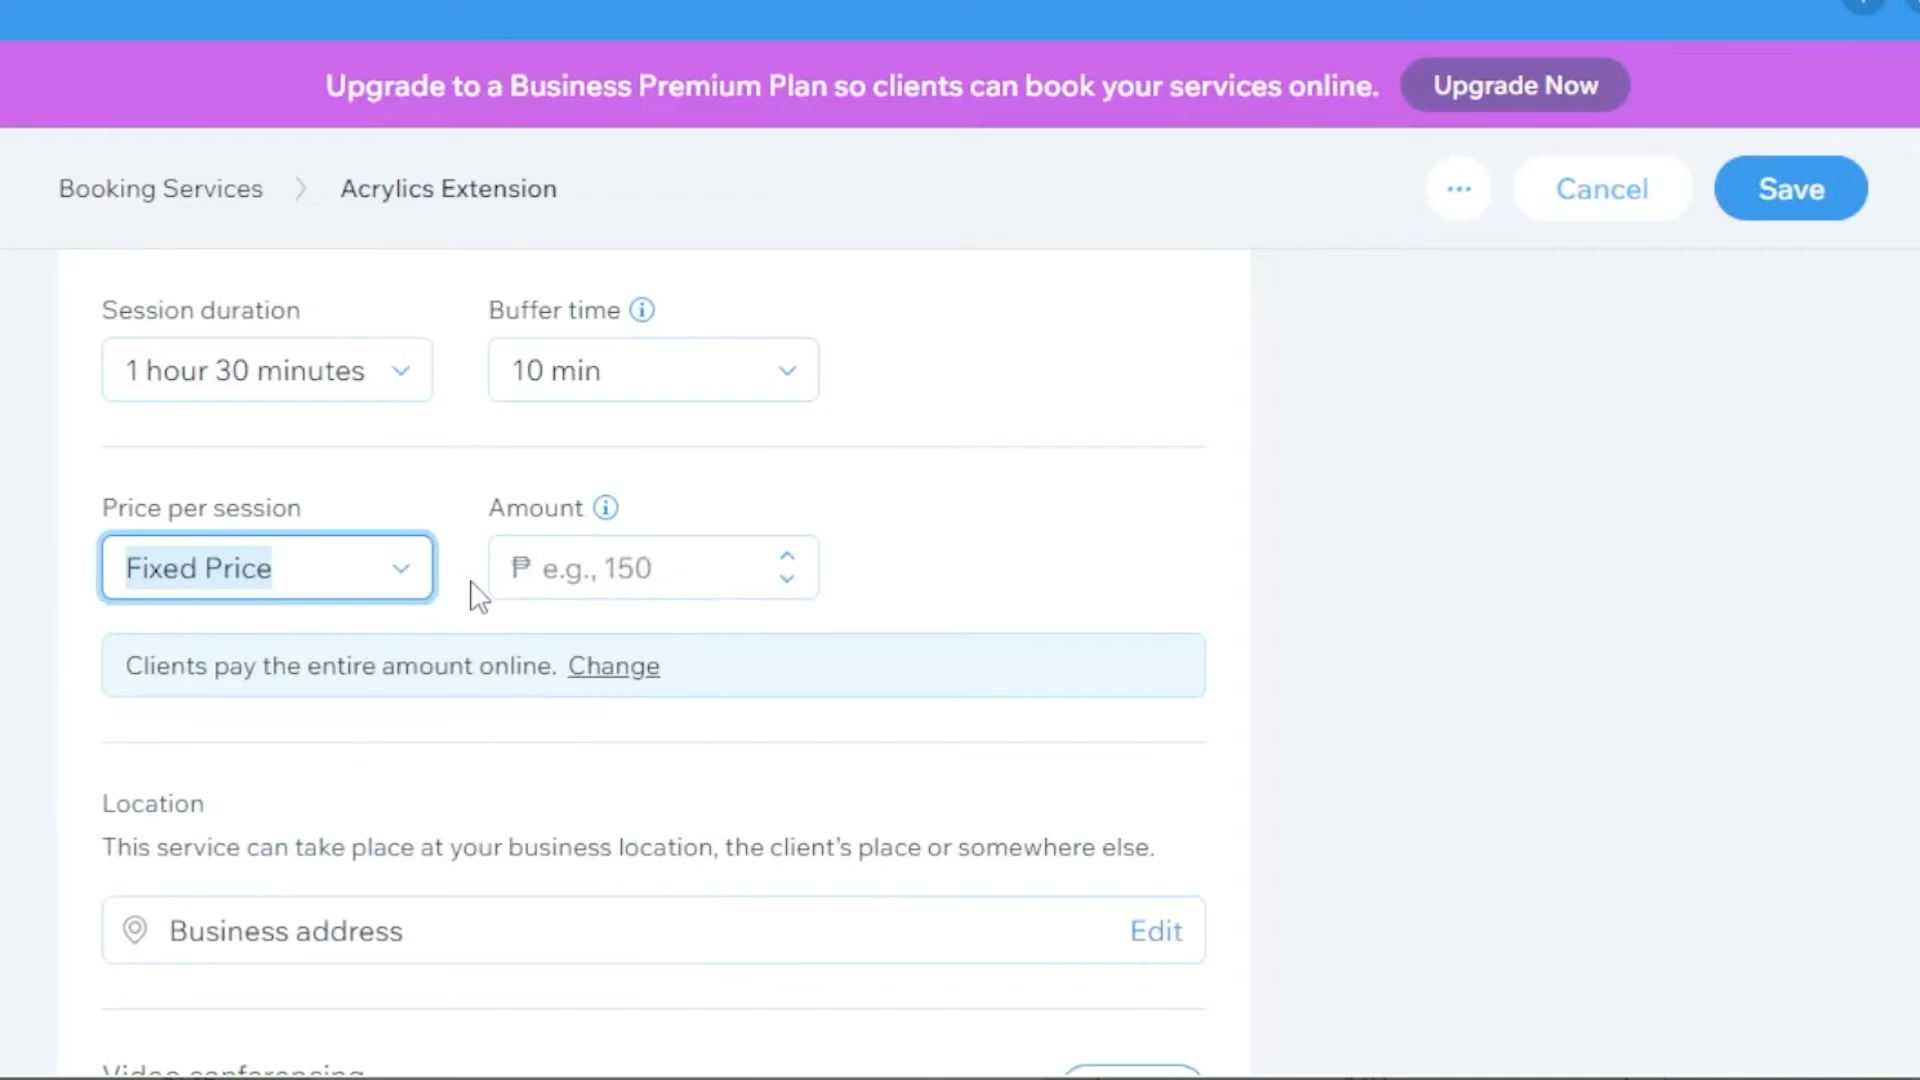 Upgrade to a Business Premium Plan so clients can book your services online. Upgrade Now
Booking Services Acrylics Extension ... Cancel Save
Session duration Buffer time
1 hour 30 minutes 10 min
Price per session Amount
Fixed Price ₱ e.g., 150
Clients pay the entire amount online. Change
Location
This service can take place at your business location, the client's place or somewhere else.
Business address Edit
Video conferencing